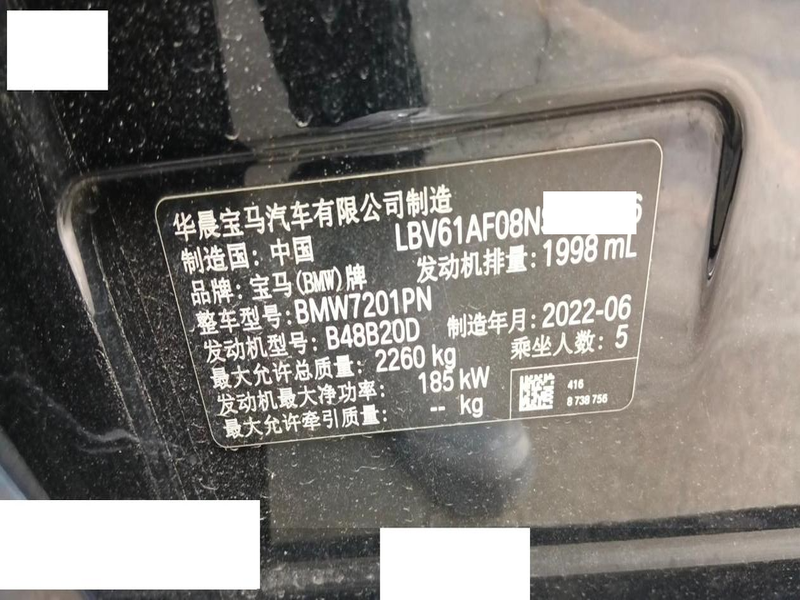 华晨宝马汽车有限公司制造
LBV61AF08N 6
制造国：中国
发动机排量：1998 mL
品牌：宝马(BMW)牌
整车型号：BMW7201PN
制造年月：2022-06
发动机型号：B48B20D
乘坐人数：5
最大允许总质量：2260 kg
发动机最大净功率：185 kW
最大允许牵引质量：-- kg
416
8 738 756